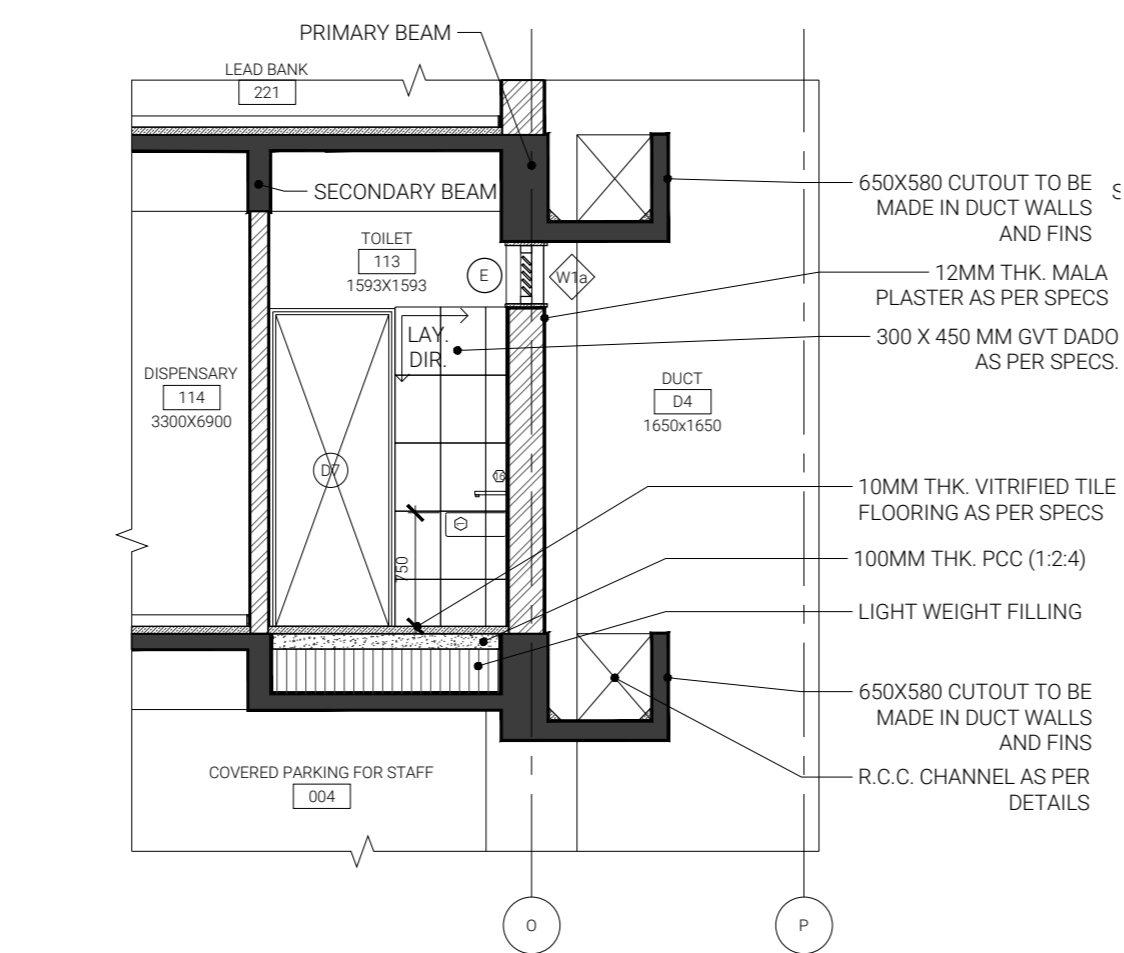 PRIMARY BEAM
LEAD BANK
221
SECONDARY BEAM
650X580 CUTOUT TO BE
MADE IN DUCT WALLS
AND FINS
TOILET
113
1593X1593
E
W1a
12MM THK. MALA
PLASTER AS PER SPECS
LAY.
DIR.
300 X 450 MM GVT DADO
AS PER SPECS.
DISPENSARY
114
3300X6900
DUCT
D4
1650x1650
D7
16
10MM THK. VITRIFIED TILE
FLOORING AS PER SPECS
750
100MM THK. PCC (1:2:4)
LIGHT WEIGHT FILLING
650X580 CUTOUT TO BE
MADE IN DUCT WALLS
AND FINS
COVERED PARKING FOR STAFF
004
R.C.C. CHANNEL AS PER
DETAILS
O
P